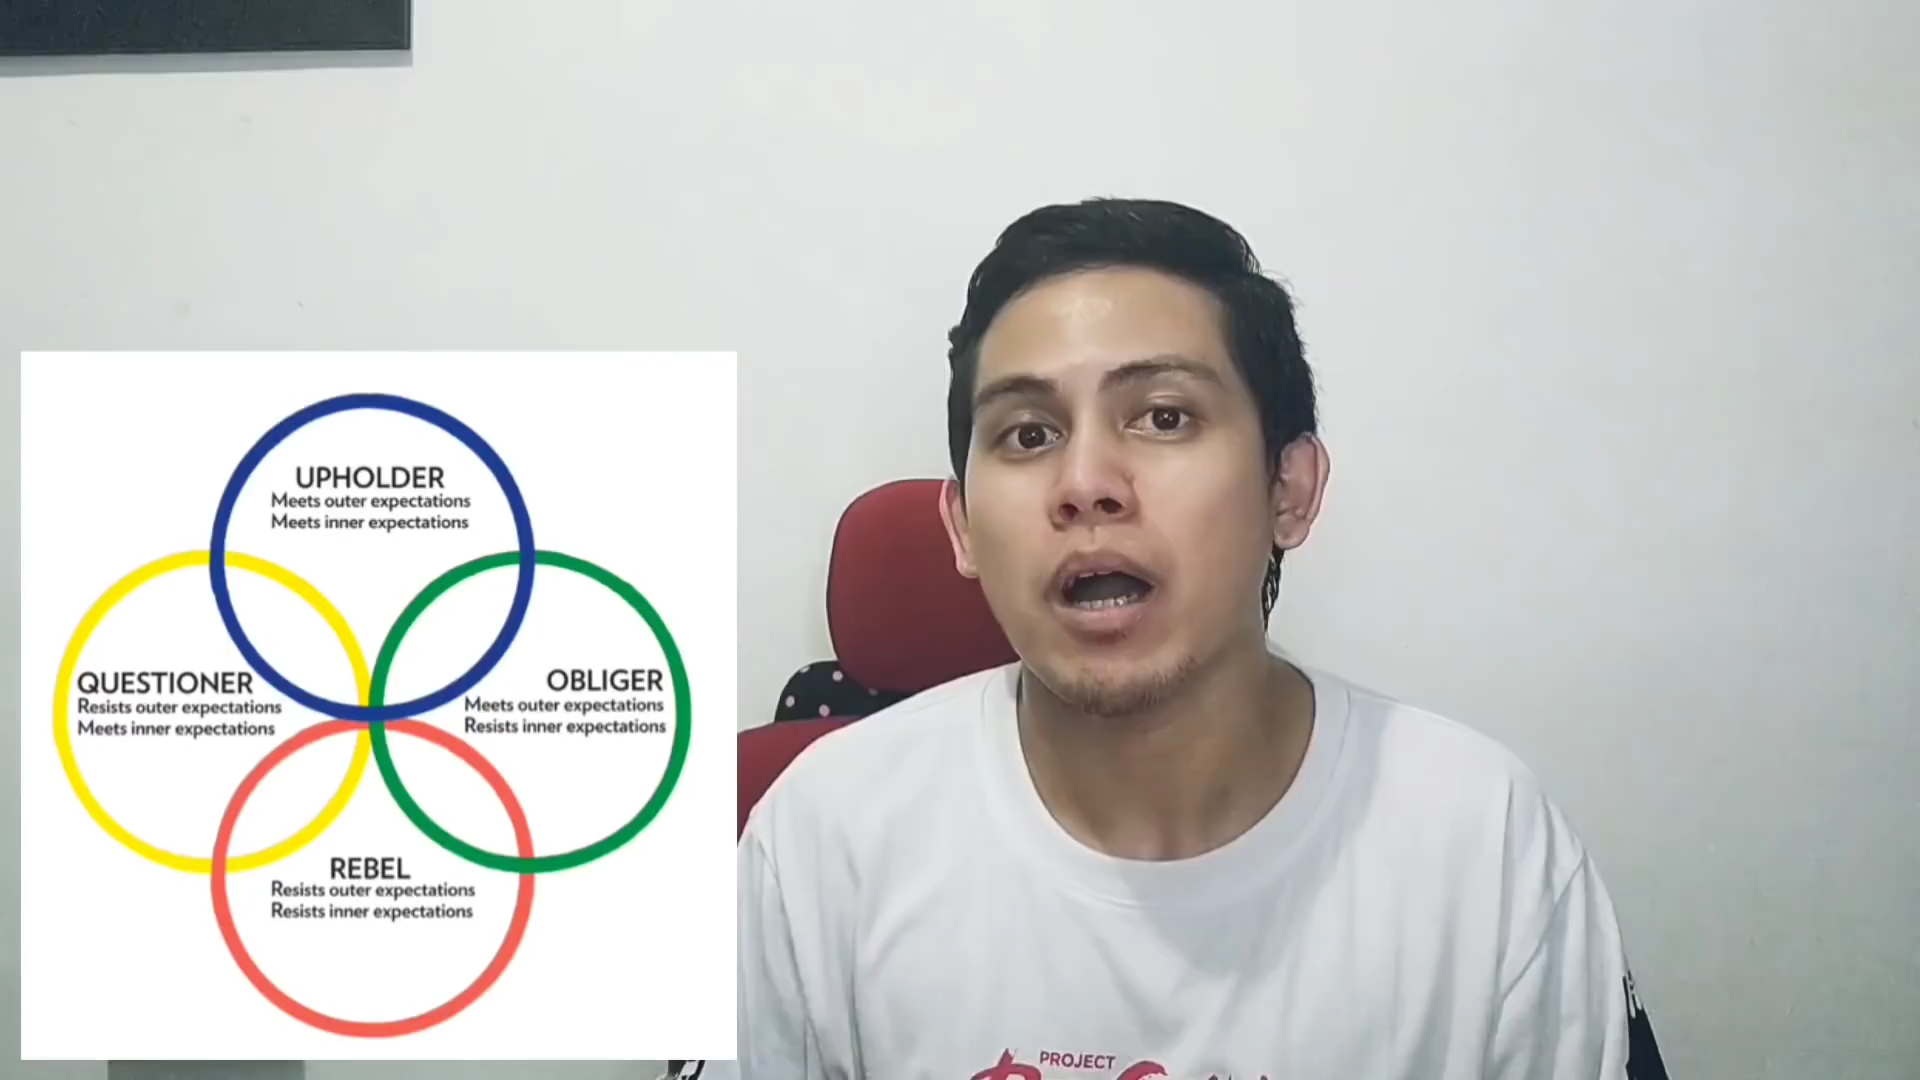 UPHOLDER
Meets outer expectations
Meets inner expectations
QUESTIONER
Resists outer expectations
Meets inner expectations
OBLIGER
Meets outer expectations
Resists inner expectations
REBEL
Resists outer expectations
Resists inner expectations
PROJECT